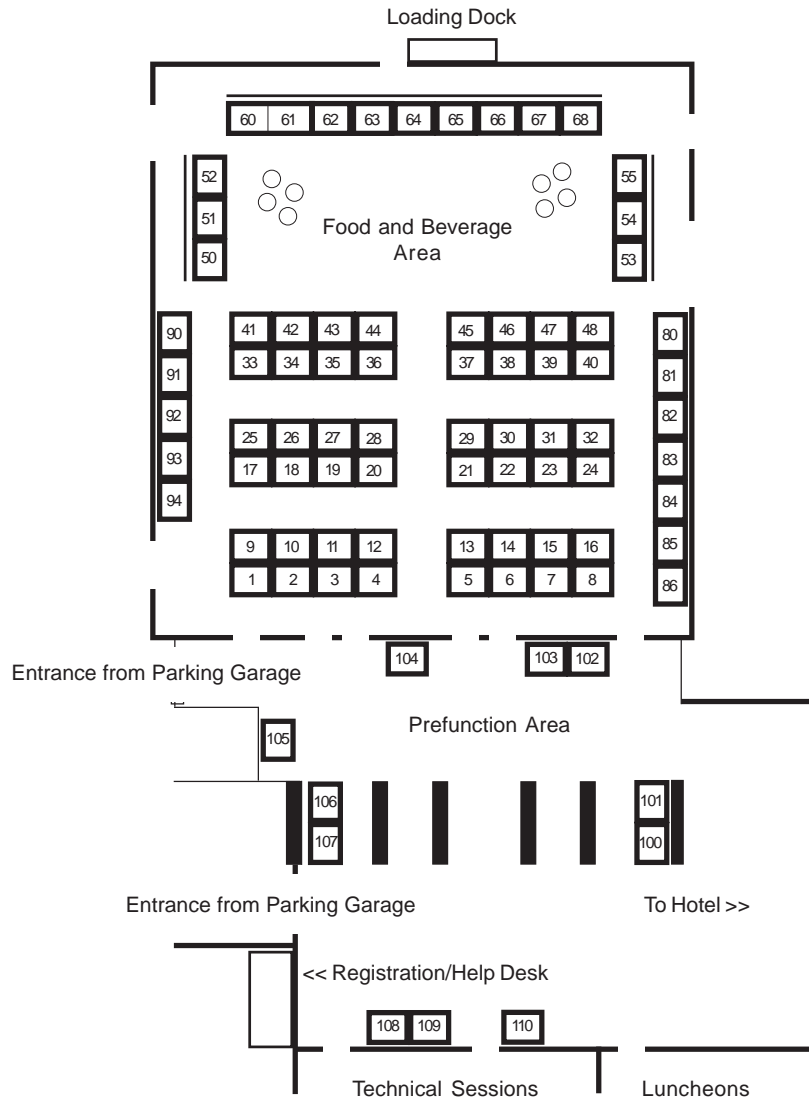 Loading Dock
60 61 62 63 64 65 66 67 68
52 55
51 54
Food and Beverage
Area
50 53
41 42 43 44 45 46 47 48
90 80
33 34 35 36 37 38 39 40
91 81
92 82
25 26 27 28 29 30 31 32
93 83
17 18 19 20 21 22 23 24
94 84
9 10 11 12 13 14 15 16
85
1 2 3 4 5 6 7 8
86
104 103 102
Entrance from Parking Garage
Prefunction Area
105
106 101
107 100
Entrance from Parking Garage To Hotel >>
<< Registration/Help Desk
108 109 110
Technical Sessions Luncheons